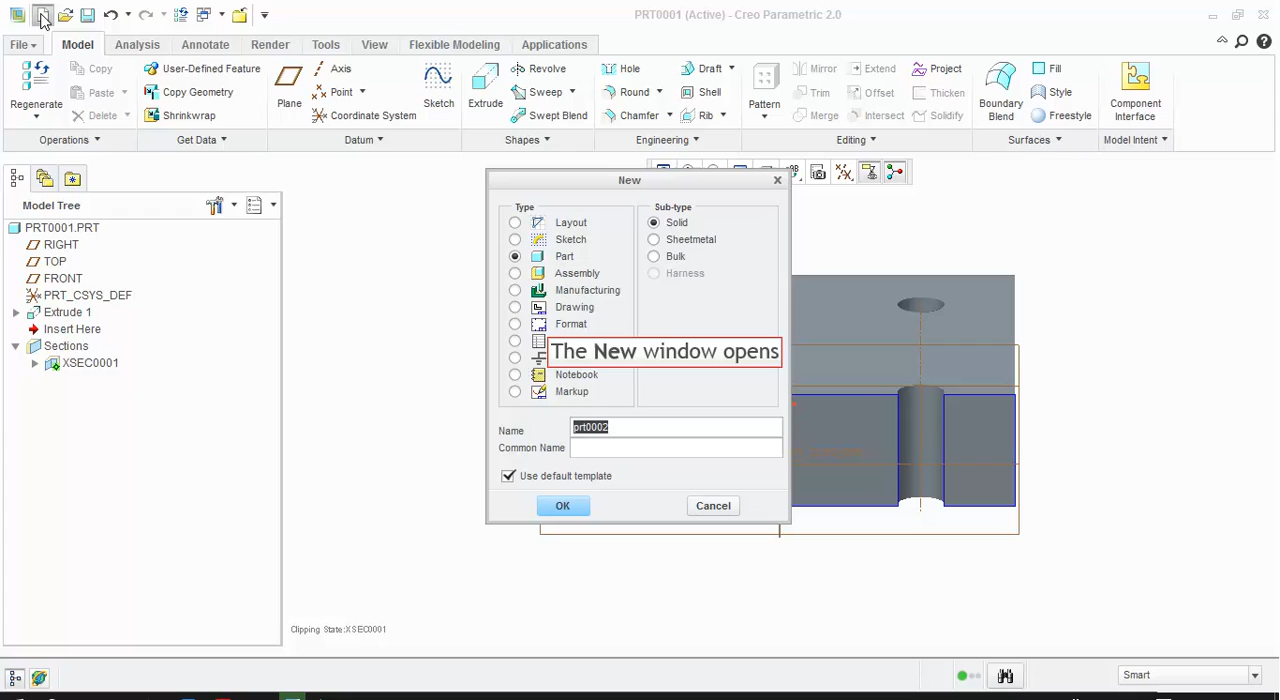 PRT0001 (Active) - Creo Parametric 2.0
File Model Analysis Annotate Render Tools View Flexible Modeling Applications
Regenerate
Copy
Paste
Delete
Operations
User-Defined Feature
Copy Geometry
Shrinkwrap
Get Data
Plane
Axis
Point
Coordinate System
Sketch
Datum
Extrude
Revolve
Sweep
Swept Blend
Shapes
Hole
Round
Chamfer
Draft
Shell
Rib
Engineering
Pattern
Mirror
Trim
Merge
Extend
Offset
Intersect
Project
Thicken
Solidify
Editing
Boundary
Blend
Fill
Style
Freestyle
Surfaces
Component
Interface
Model Intent
Model Tree
PRT0001.PRT
RIGHT
TOP
FRONT
PRT_CSYS_DEF
Extrude 1
Insert Here
Sections
XSEC0001
New
Type
Layout
Sketch
Part
Assembly
Manufacturing
Drawing
Format
Notebook
Markup
Sub-type
Solid
Sheetmetal
Bulk
Harness
The New window opens
Name prt0002
Common Name
Use default template
OK Cancel
Clipping State:XSEC0001
Smart